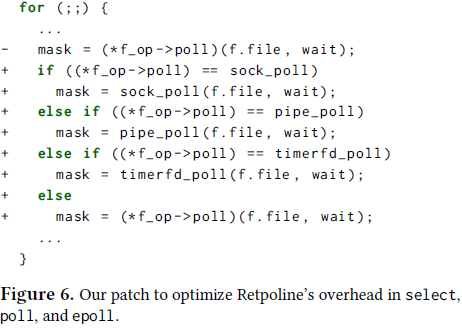 for (;;) {
...
- mask = (*f_op->poll)(f.file, wait);
+ if ((*f_op->poll) == sock_poll)
+ mask = sock_poll(f.file, wait);
+ else if ((*f_op->poll) == pipe_poll)
+ mask = pipe_poll(f.file, wait);
+ else if ((*f_op->poll) == timerfd_poll)
+ mask = timerfd_poll(f.file, wait);
+ else
+ mask = (*f_op->poll)(f.file, wait);
...
}
Figure 6. Our patch to optimize Retpoline's overhead in select,
poll, and epoll.